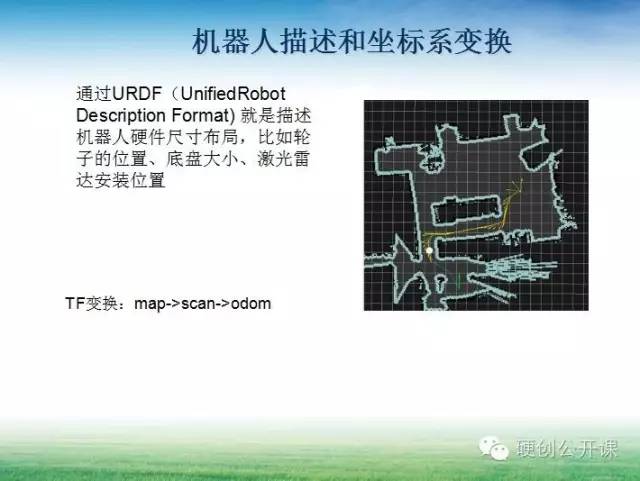 机器人描述和坐标系变换
通过URDF（UnifiedRobot
Description Format) 就是描述
机器人硬件尺寸布局，比如轮
子的位置、底盘大小、激光雷
达安装位置
TF变换：map->scan->odom
硬创公开课